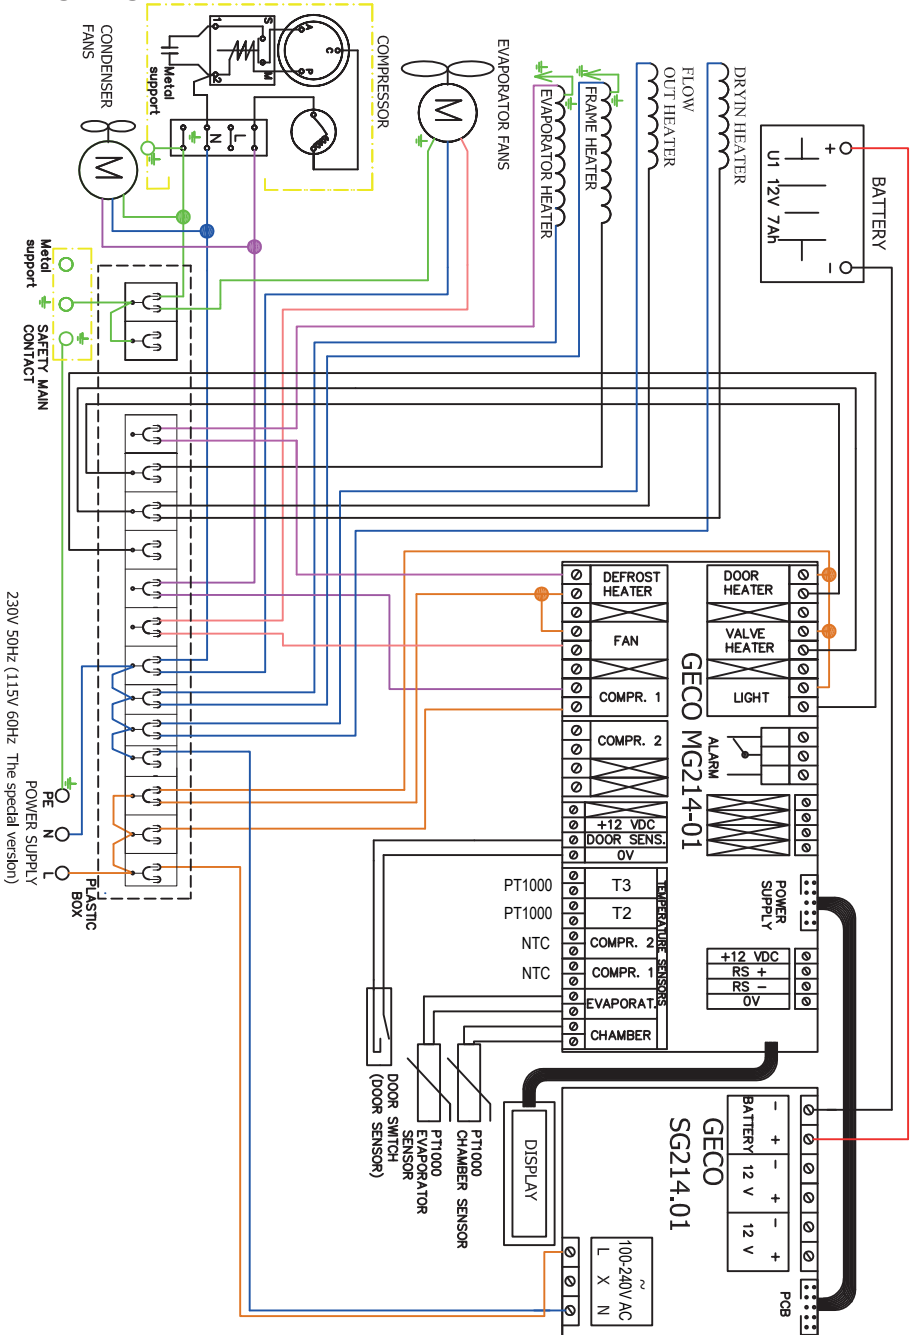 CONDENSER
FANS
1
S
2
M
A
C
P
Metal
support
N
L
COMPRESSOR
M
M
EVAPORATOR FANS
EVAPORATOR HEATER
FRAME HEATER
FLOW
OUT HEATER
DRYIN HEATER
BATTERY
+
U1 12V 7Ah
-
Metal
support
SAFETY MAIN
CONTACT
230V 50Hz (115V 60Hz The special version)
POWER SUPPLY
PE
N
L
PLASTIC
BOX
DEFROST
HEATER
FAN
COMPR. 1
COMPR. 2
+12 VDC
DOOR SENS.
0V
T3
T2
COMPR. 2
COMPR. 1
EVAPORAT.
CHAMBER
TEMPERATURE SENSORS
PT1000
PT1000
NTC
NTC
GECO MG214-01
DOOR
HEATER
VALVE
HEATER
LIGHT
ALARM
POWER
SUPPLY
+12 VDC
RS +
RS -
0V
DOOR SWITCH
(DOOR SENSOR)
PT1000
EVAPORATOR
SENSOR
PT1000
CHAMBER SENSOR
DISPLAY
GECO
SG214.01
BATTERY
- +
12 V
- +
12 V
- +
PCB
~
100-240V AC
L X N